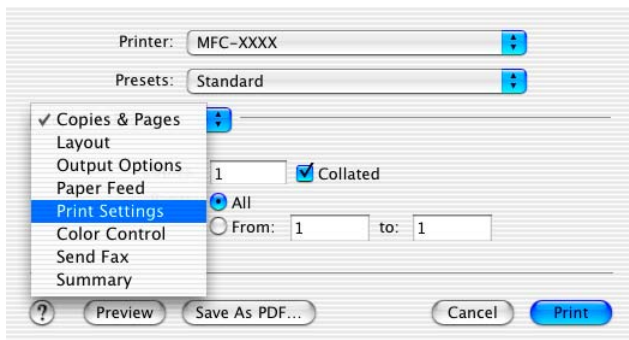 Printer: MFC-XXXX
Presets: Standard
✓ Copies & Pages
Layout
Output Options
1 Collated
Paper Feed
All
Print Settings
From: 1 to: 1
Color Control
Send Fax
Summary
? Preview Save As PDF... Cancel Print